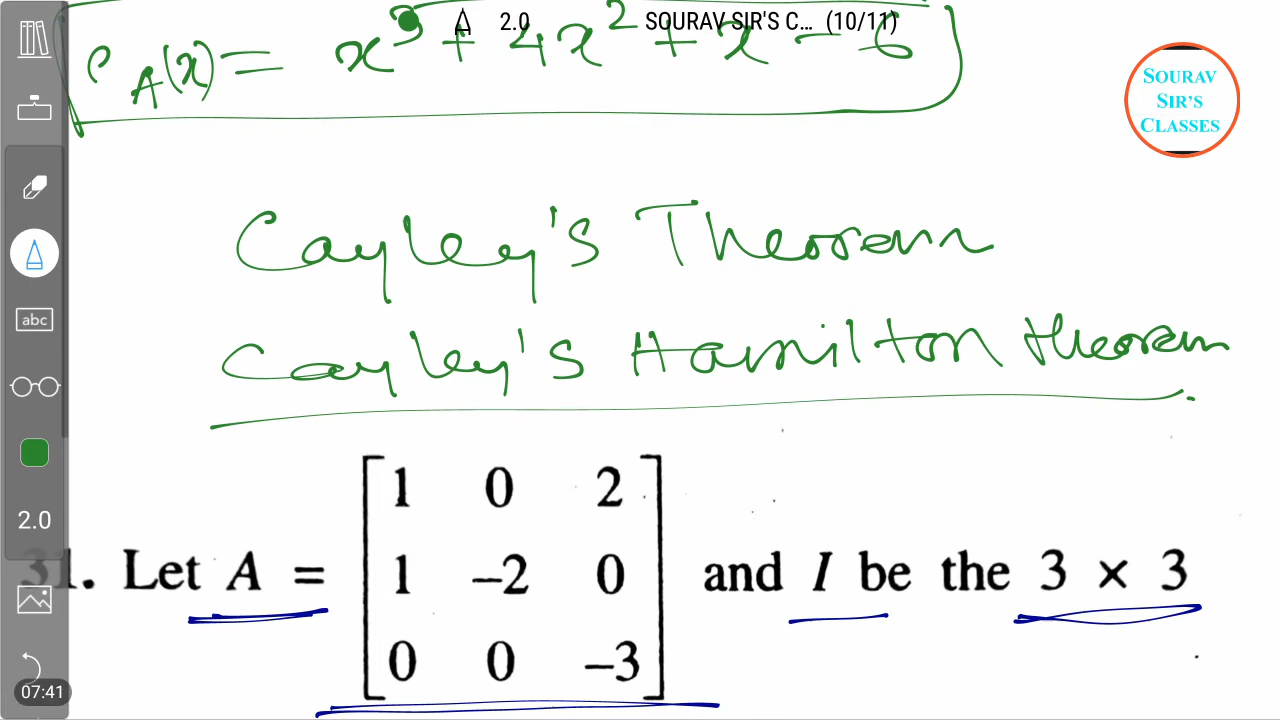 2.0 SOURAV SIR'S C... (10/11)
C_A(x) = x³ + 4x² + x - 6
SOURAV
SIR'S
CLASSES
Cayley's Theorem
Cayley's Hamilton theorem
abc
1 0 2
31. Let A = 1 -2 0 and I be the 3 × 3
0 0 -3
2.0
07:41